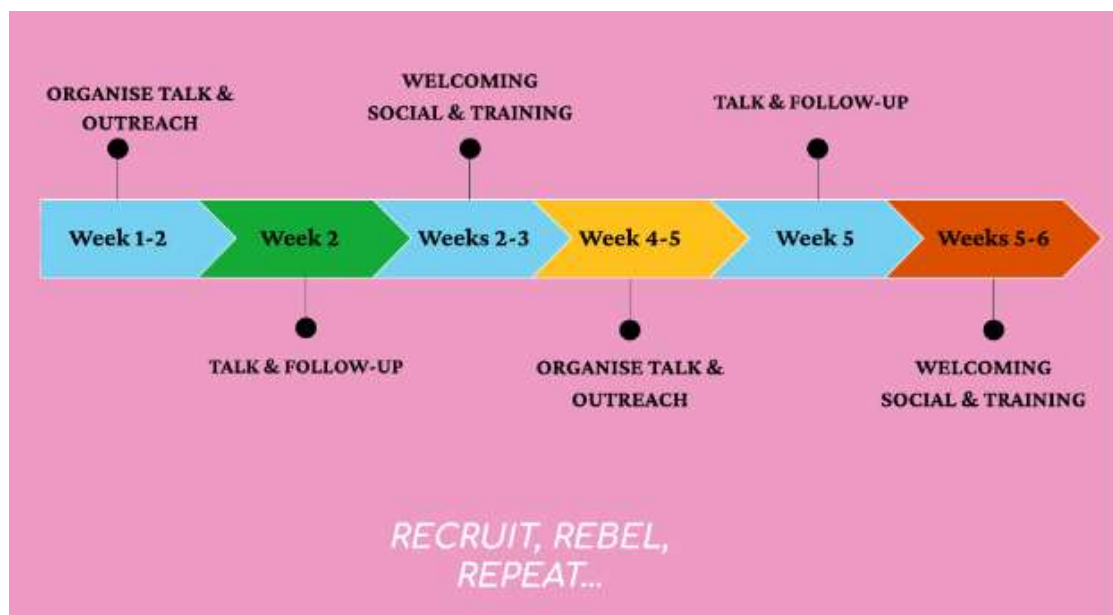 ORGANISE TALK &
OUTREACH
WELCOMING
SOCIAL & TRAINING
TALK & FOLLOW-UP
Week 1-2
Week 2
Weeks 2-3
Week 4-5
Week 5
Weeks 5-6
TALK & FOLLOW-UP
ORGANISE TALK &
OUTREACH
WELCOMING
SOCIAL & TRAINING
RECRUIT, REBEL,
REPEAT...